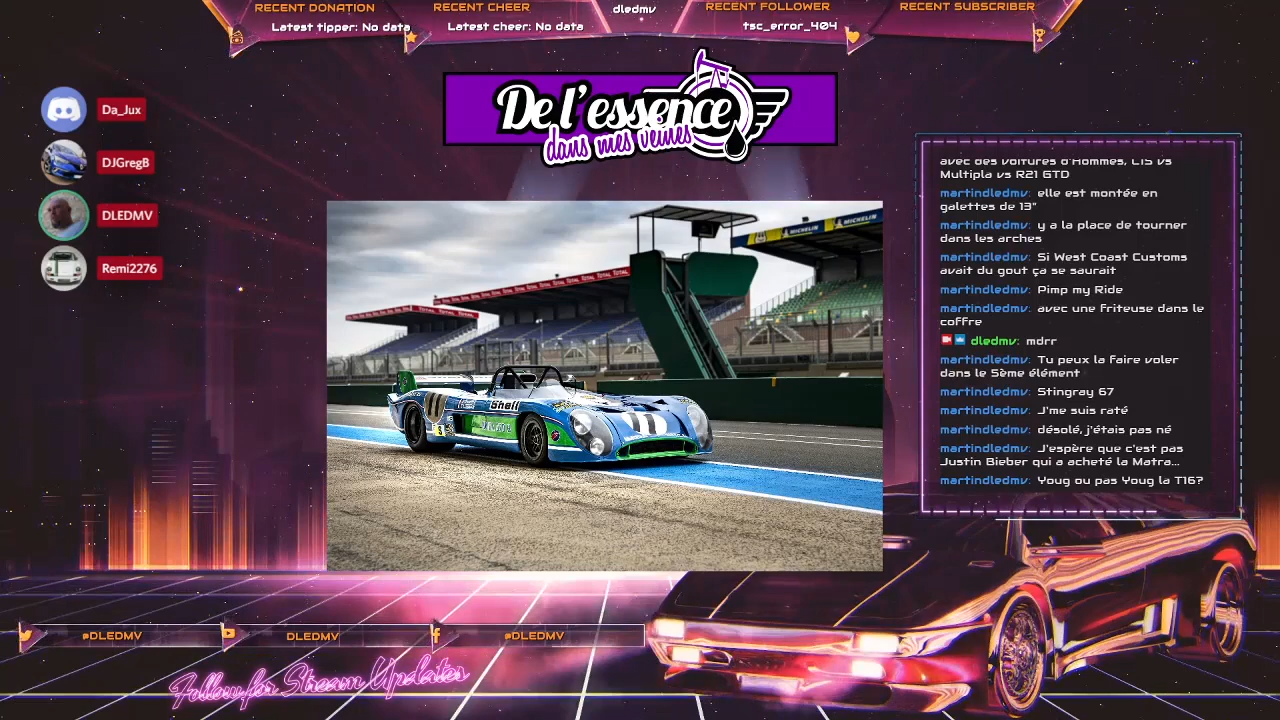 RECENT DONATION
Latest tipper: No data
RECENT CHEER
Latest cheer: No data
dledmv
RECENT FOLLOWER
tsc_error_404
RECENT SUBSCRIBER
De l'essence
dans mes veines
Da_Jux
DJGregB
DLEDMV
Remi2276
MICHELIN
MICHELIN
TOTAL
Shell
11
avec des voitures d'Hommes, C15 vs
Multipla vs R21 GTD
martindledmv: elle est montée en
galettes de 13"
martindledmv: y a la place de tourner
dans les arches
martindledmv: Si West Coast Customs
avait du gout ça se saurait
martindledmv: Pimp my Ride
martindledmv: avec une friteuse dans le
coffre
dledmv: mdrr
martindledmv: Tu peux la faire voler
dans le 5ème élément
martindledmv: Stingray 67
martindledmv: J'me suis raté
martindledmv: désolé, j'étais pas né
martindledmv: J'espère que c'est pas
Justin Bieber qui a acheté la Matra...
martindledmv: Youg ou pas Youg la T16?
@DLEDMV
DLEDMV
@DLEDMV
Follow for Stream Updates